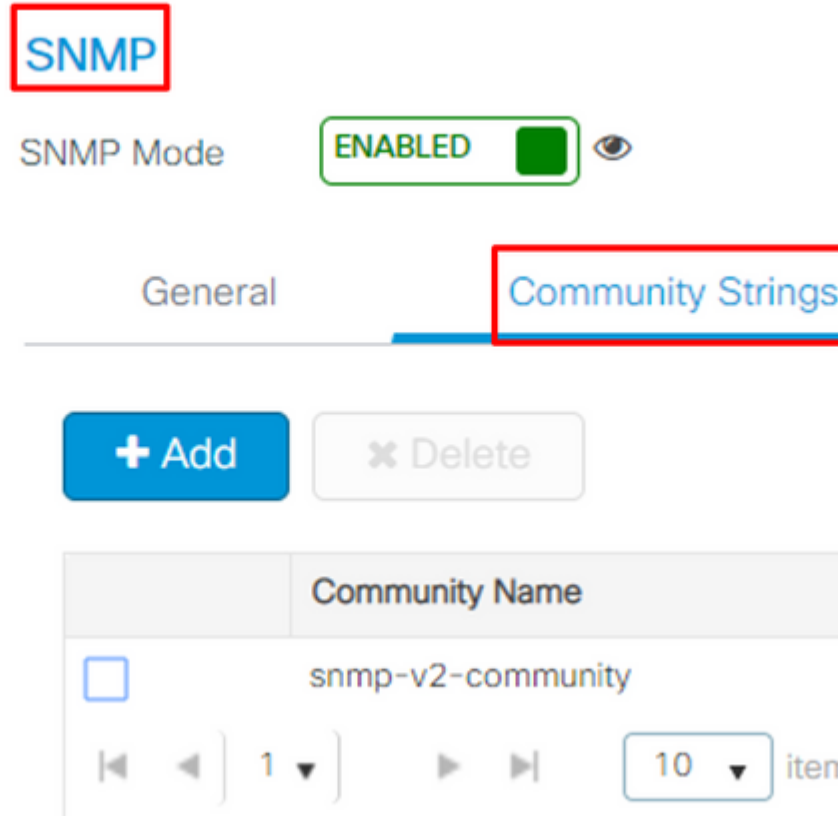 SNMP
SNMP Mode ENABLED
General Community Strings
Add Delete
Community Name
snmp-v2-community
1 10